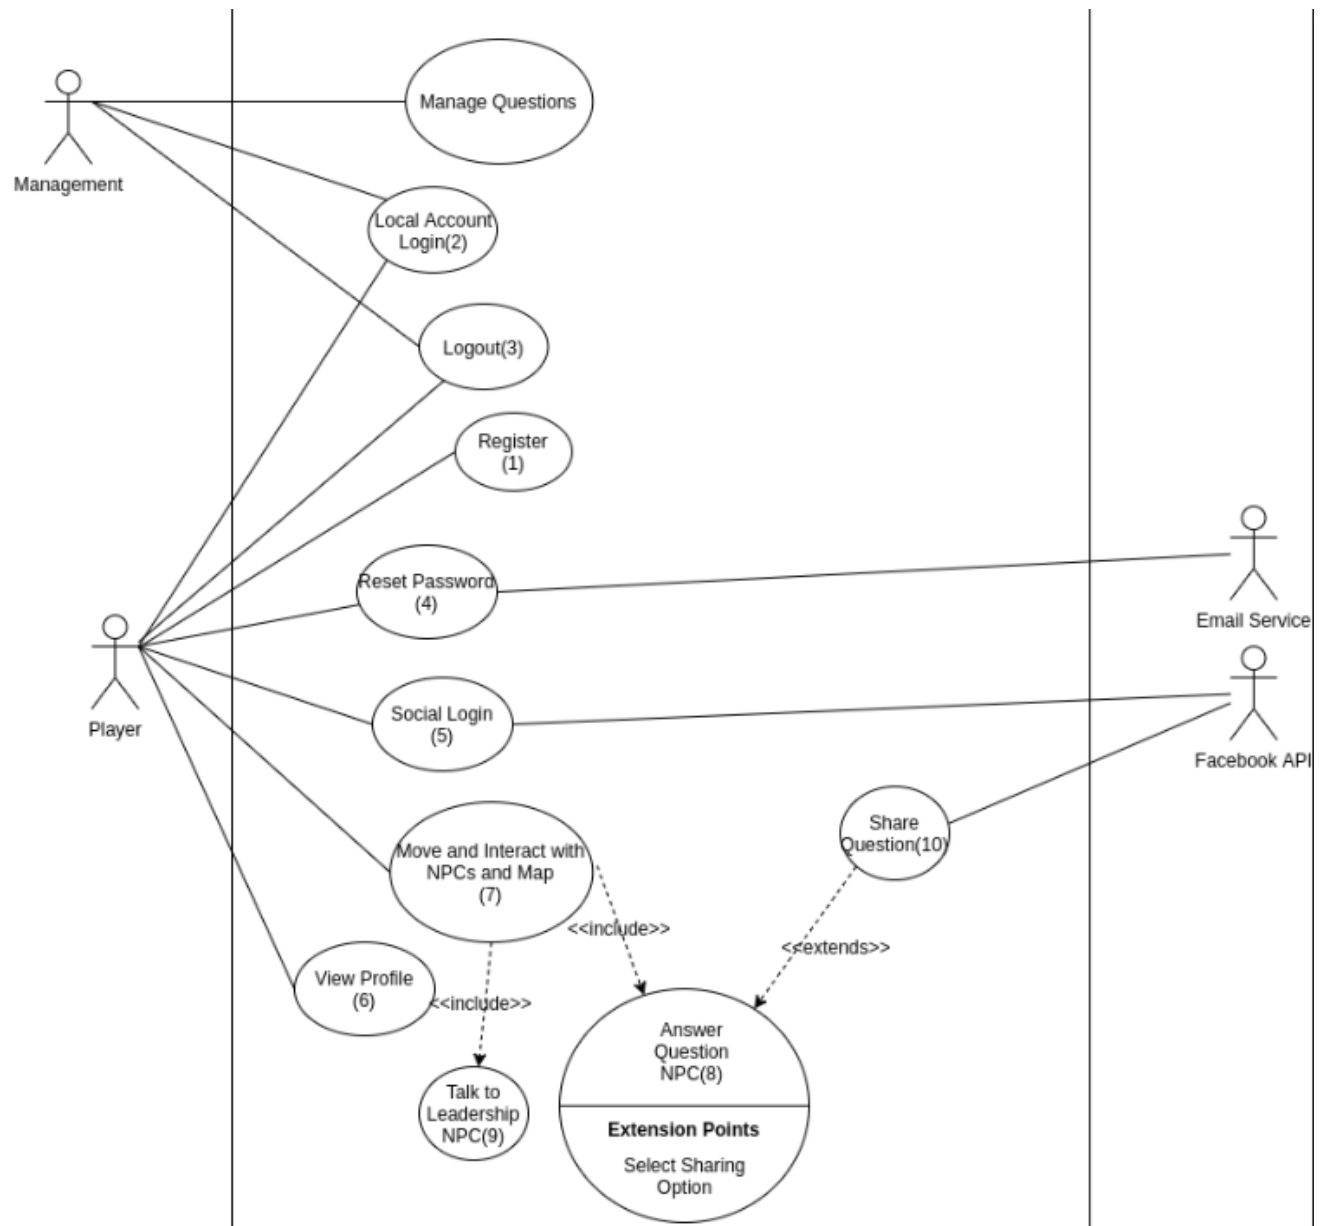 Manage Questions
Management
Local Account
Login(2)
Logout(3)
Register
(1)
Reset Password
(4)
Email Service
Player
Social Login
(5)
Facebook API
Share
Question(10)
Move and Interact with
NPCs and Map
(7)
<<include>>
<<extends>>
View Profile
(6)
<<include>>
Answer
Question
NPC(8)
Talk to
Leadership
NPC(9)
Extension Points
Select Sharing
Option